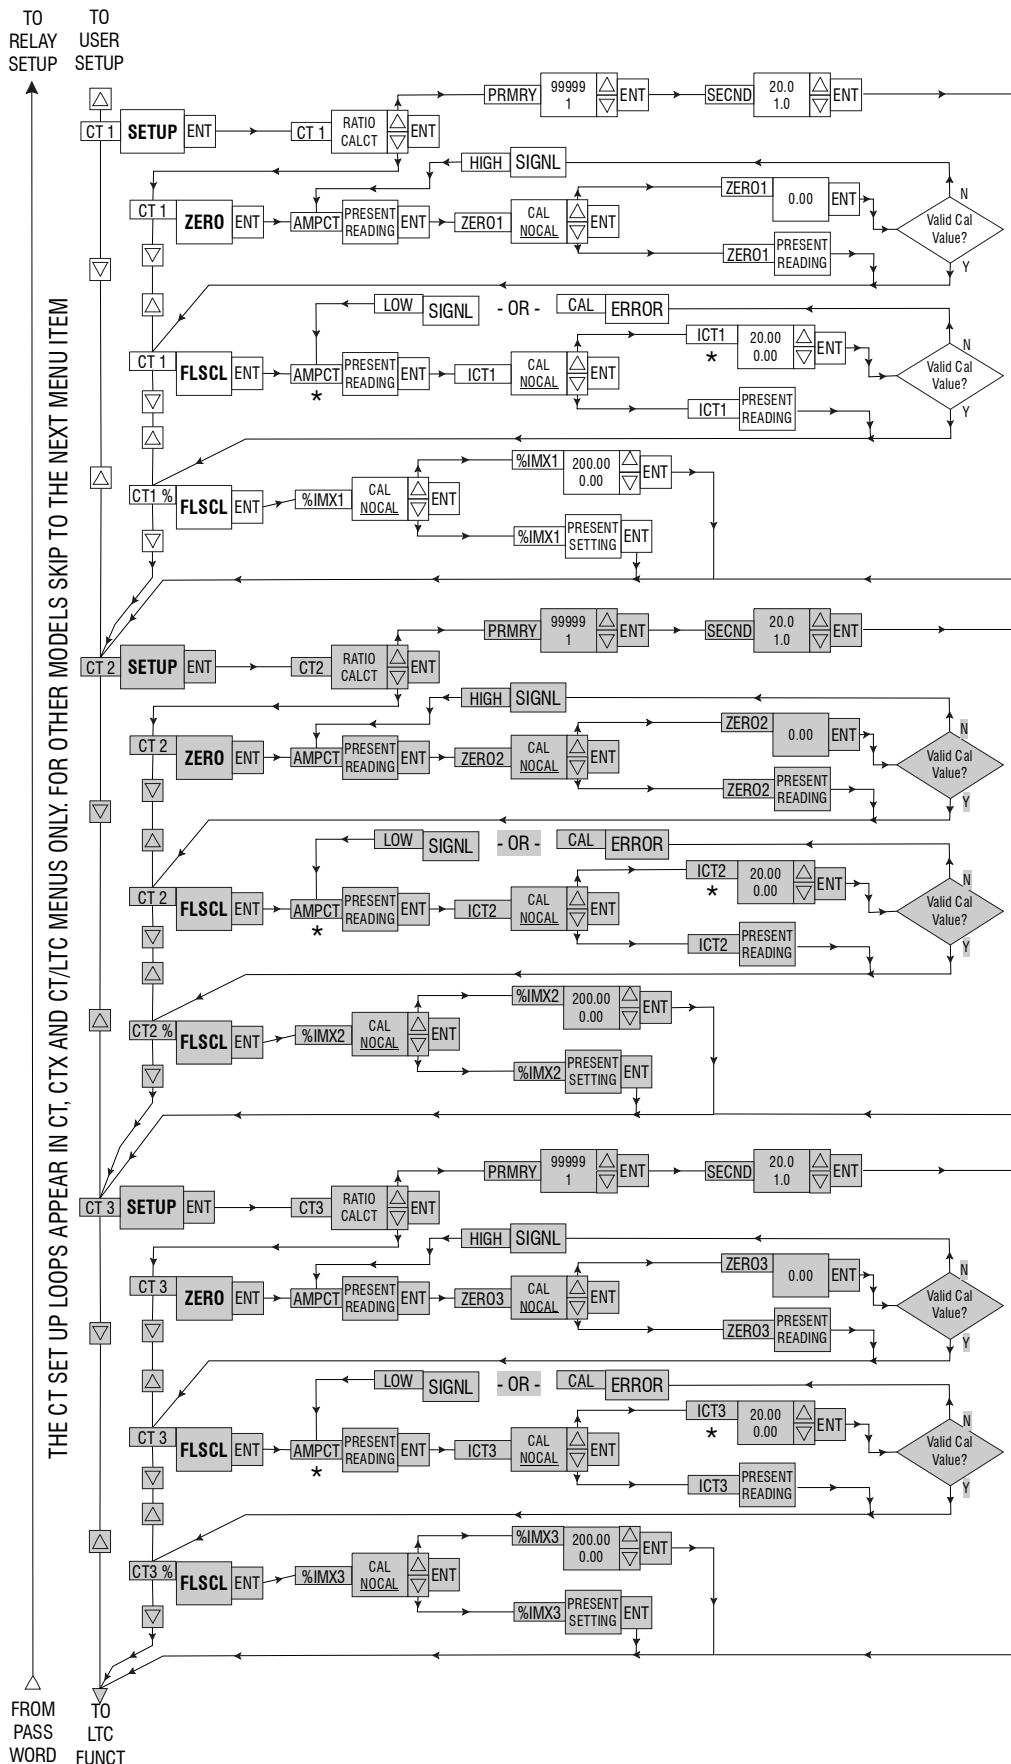 TO
RELAY
SETUP
TO
USER
SETUP
THE CT SET UP LOOPS APPEAR IN CT, CTX AND CT/LTC MENUS ONLY. FOR OTHER MODELS SKIP TO THE NEXT MENU ITEM
CT 1 SETUP ENT
CT 1 RATIO CALCT ENT
PRMRY 99999 1 ENT
SECND 20.0 1.0 ENT
HIGH SIGNL
CT 1 ZERO ENT
AMPCT PRESENT READING ENT
ZERO1 CAL NOCAL ENT
ZERO1 0.00 ENT
ZERO1 PRESENT READING
Valid Cal Value?
N
Y
LOW SIGNL - OR - CAL ERROR
CT 1 FLSCL ENT
AMPCT PRESENT READING ENT
*
ICT1 CAL NOCAL ENT
ICT1 20.00 0.00 ENT
*
ICT1 PRESENT READING
Valid Cal Value?
N
Y
CT1 % FLSCL ENT
%IMX1 CAL NOCAL ENT
%IMX1 200.00 0.00 ENT
%IMX1 PRESENT SETTING ENT
CT 2 SETUP ENT
CT2 RATIO CALCT ENT
PRMRY 99999 1 ENT
SECND 20.0 1.0 ENT
HIGH SIGNL
CT 2 ZERO ENT
AMPCT PRESENT READING ENT
ZERO2 CAL NOCAL ENT
ZERO2 0.00 ENT
ZERO2 PRESENT READING
Valid Cal Value?
N
Y
LOW SIGNL - OR - CAL ERROR
CT 2 FLSCL ENT
AMPCT PRESENT READING ENT
*
ICT2 CAL NOCAL ENT
ICT2 20.00 0.00 ENT
*
ICT2 PRESENT READING
Valid Cal Value?
N
Y
CT2 % FLSCL ENT
%IMX2 CAL NOCAL ENT
%IMX2 200.00 0.00 ENT
%IMX2 PRESENT SETTING ENT
CT 3 SETUP ENT
CT3 RATIO CALCT ENT
PRMRY 99999 1 ENT
SECND 20.0 1.0 ENT
HIGH SIGNL
CT 3 ZERO ENT
AMPCT PRESENT READING ENT
ZERO3 CAL NOCAL ENT
ZERO3 0.00 ENT
ZERO3 PRESENT READING
Valid Cal Value?
N
Y
LOW SIGNL - OR - CAL ERROR
CT 3 FLSCL ENT
AMPCT PRESENT READING ENT
*
ICT3 CAL NOCAL ENT
ICT3 20.00 0.00 ENT
*
ICT3 PRESENT READING
Valid Cal Value?
N
Y
CT3 % FLSCL ENT
%IMX3 CAL NOCAL ENT
%IMX3 200.00 0.00 ENT
%IMX3 PRESENT SETTING ENT
FROM
PASS
WORD
TO
LTC
FUNCT